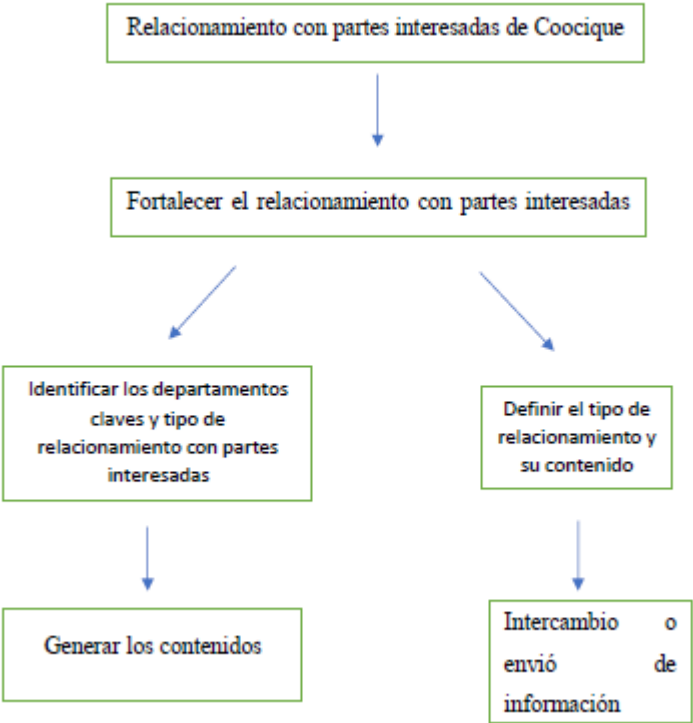 Relacionamiento con partes interesadas de Coocique
Fortalecer el relacionamiento con partes interesadas
Identificar los departamentos
claves y tipo de
relacionamiento con partes
interesadas
Definir el tipo de
relacionamiento y
su contenido
Generar los contenidos
Intercambio o
envió de
información